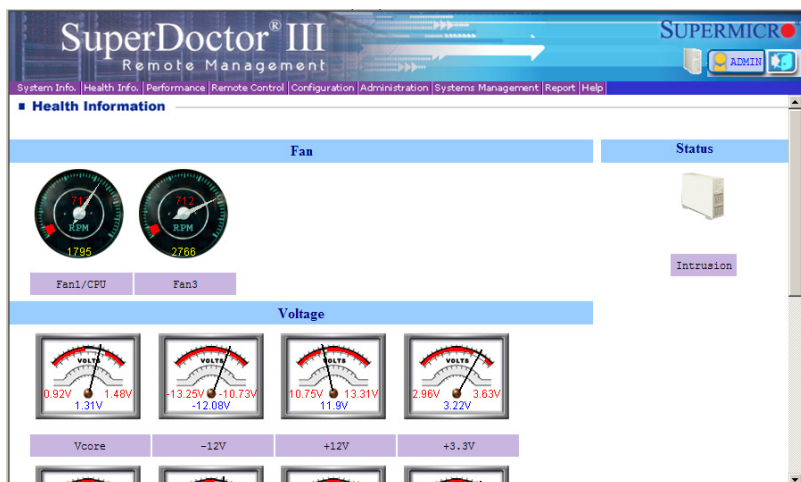 SuperDoctor® III
Remote Management
SUPERMICRO
ADMIN
System Info. Health Info. Performance Remote Control Configuration Administration Systems Management Report Help
Health Information
Fan
Status
712
RPM
1795
712
RPM
2766
Fan1/CPU
Fan3
Intrusion
Voltage
VOLTS
0.92V 1.48V
1.31V
VOLTS
-13.25V -10.73V
-12.08V
VOLTS
10.75V 13.31V
11.9V
VOLTS
2.96V 3.63V
3.22V
Vcore
-12V
+12V
+3.3V